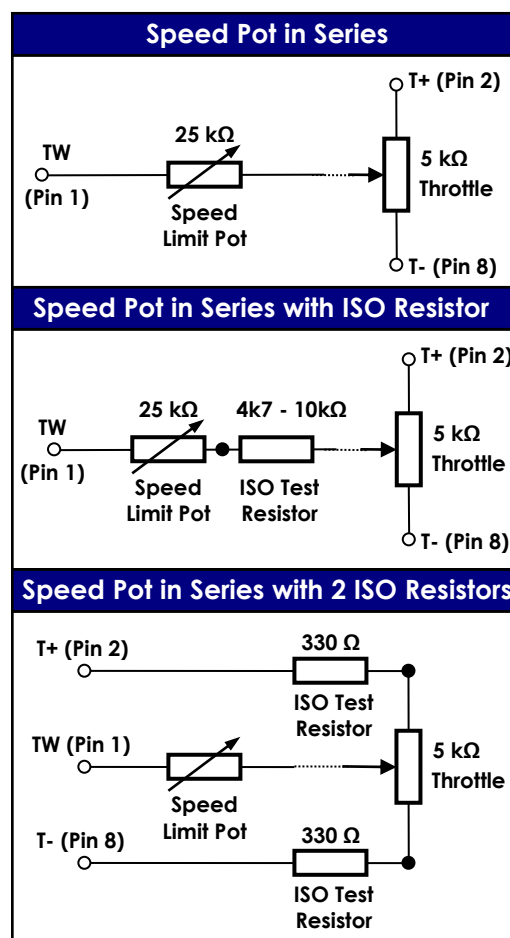 Speed Pot in Series
T+ (Pin 2)
25 kΩ
TW
(Pin 1)
5 kΩ
Throttle
Speed
Limit Pot
T- (Pin 8)
Speed Pot in Series with ISO Resistor
T+ (Pin 2)
25 kΩ
4k7 - 10kΩ
TW
(Pin 1)
5 kΩ
Throttle
Speed
Limit Pot
ISO Test
Resistor
T- (Pin 8)
Speed Pot in Series with 2 ISO Resistors
T+ (Pin 2)
330 Ω
ISO Test
Resistor
TW (Pin 1)
5 kΩ
Throttle
Speed
Limit Pot
T- (Pin 8)
330 Ω
ISO Test
Resistor